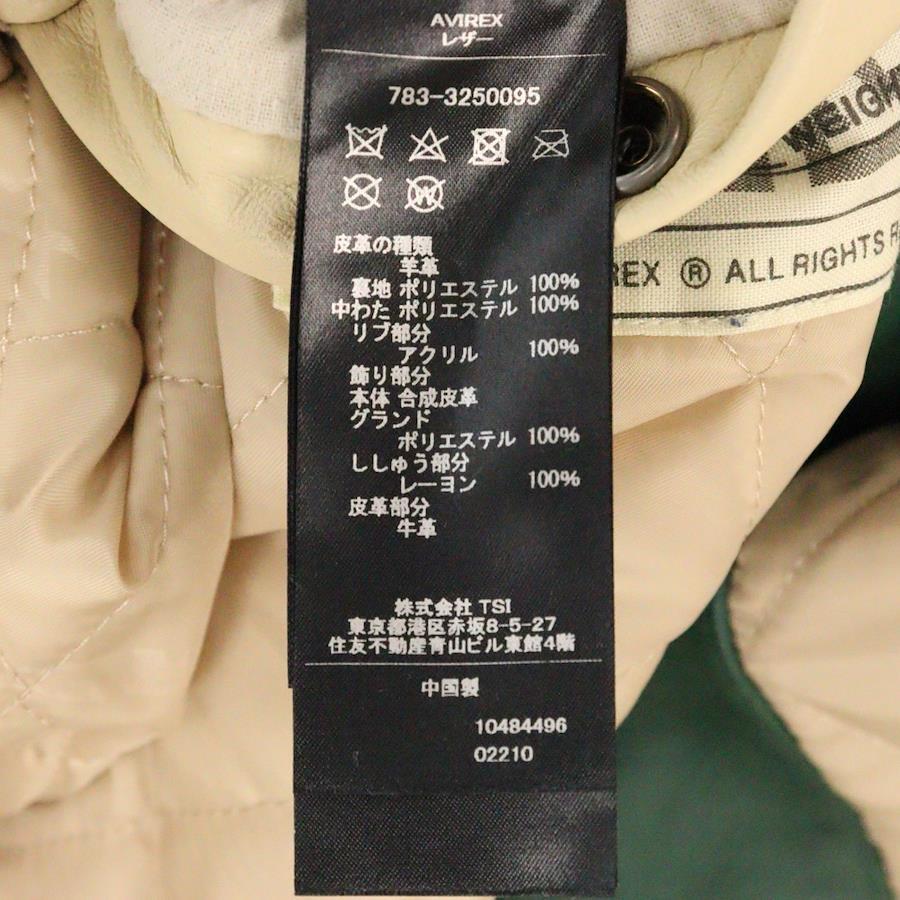 AVIREX
レザー
783-3250095
W
皮革の種類
羊革
裏地 ポリエステル 100%
中わた ポリエステル 100%
リブ部分
アクリル 100%
飾り部分
本体 合成皮革
グランド
ポリエステル 100%
ししゅう部分
レーヨン 100%
皮革部分
牛革
株式会社 TSI
東京都港区赤坂8-5-27
住友不動産青山ビル東館4階
中国製
10484496
02210
REX ® ALL RIGHTS